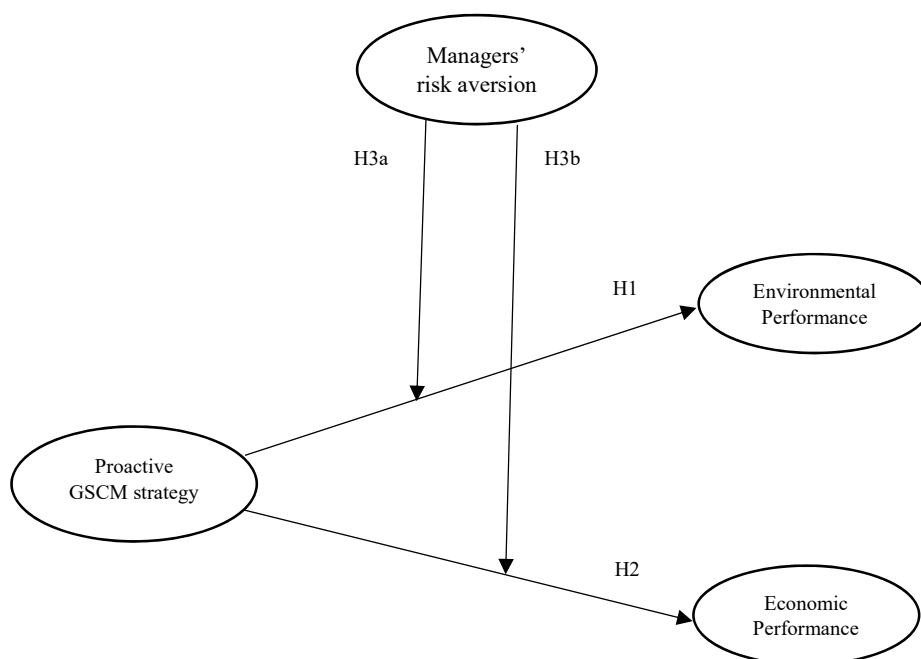 Managers’
risk aversion
H3a
H3b
H1
Environmental
Performance
Proactive
GSCM strategy
H2
Economic
Performance